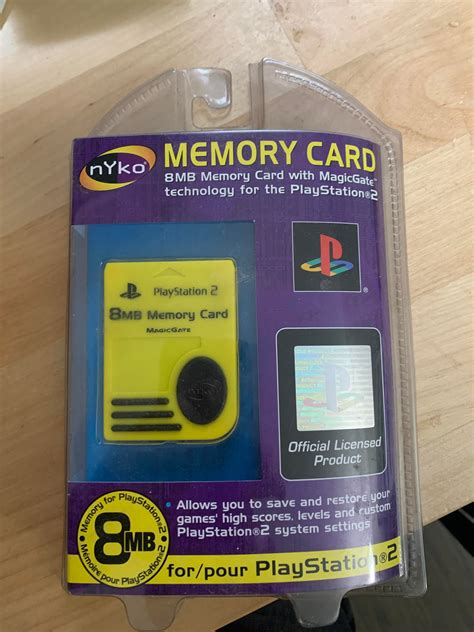 nyko
MEMORY CARD
8MB Memory Card with MagicGate™
technology for the PlayStation®2
®
PlayStation 2
8MB Memory Card
MAGICGATE
nyko
Official Licensed
Product
• Allows you to save and restore your
games' high scores, levels and custom
PlayStation®2 system settings
• Memory for PlayStation®2 •
8MB
Mémoire pour PlayStation®2
for/pour PlayStation®2